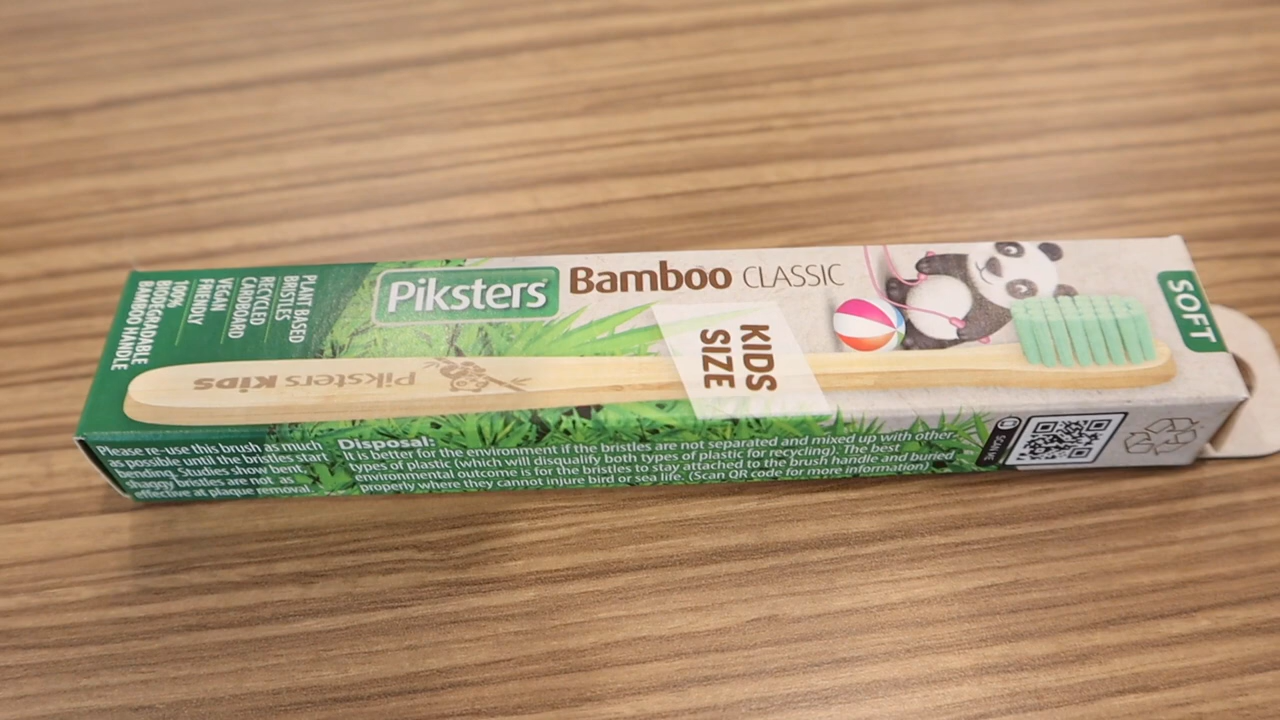 Piksters
Bamboo CLASSIC
PLANT BASED
BRISTLES
RECYCLED
CARDBOARD
VEGAN
FRIENDLY
100%
BIODEGRADABLE
BAMBOO HANDLE
Piksters KIDS
KIDS
SIZE
SOFT
Please re-use this brush as much
as possible until the bristles start
eroding. Studies show bent,
shaggy bristles are not as
effective at plaque removal.
Disposal:
It is better for the environment if the bristles are not separated and mixed up with other
types of plastic (which will disqualify both types of plastic for recycling). The best
environmental outcome is for the bristles to stay attached to the brush handle and buried
properly where they cannot injure bird or sea life. (Scan QR code for more information)
SCAN ME